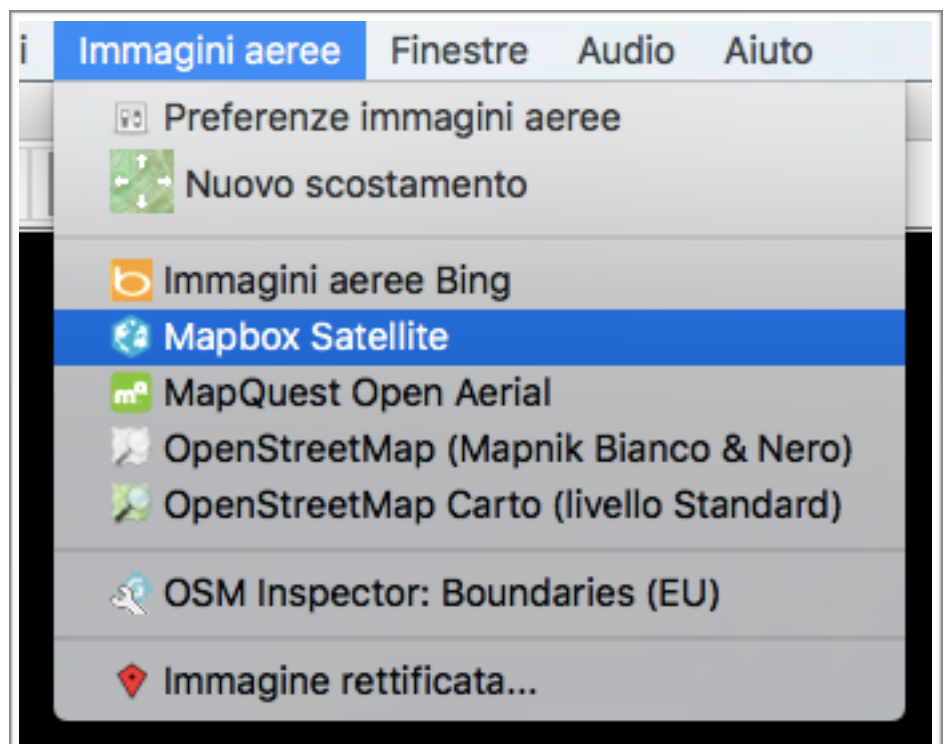 i Immagini aeree Finestre Audio Aiuto
Preferenze immagini aeree
Nuovo scostamento
Immagini aeree Bing
Mapbox Satellite
MapQuest Open Aerial
OpenStreetMap (Mapnik Bianco & Nero)
OpenStreetMap Carto (livello Standard)
OSM Inspector: Boundaries (EU)
Immagine rettificata...